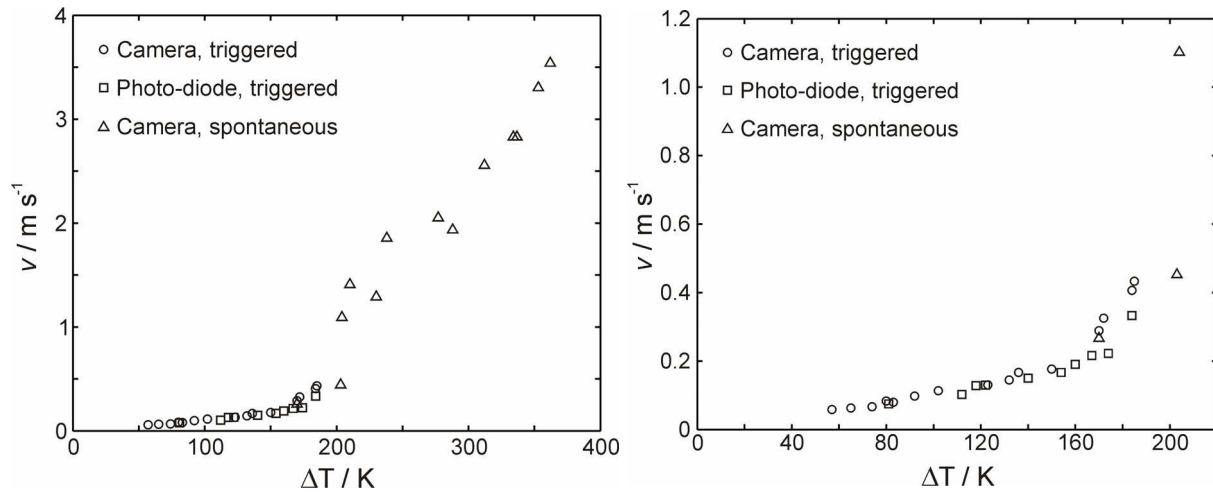 4
3
2
1
0
v / m s⁻¹
○ Camera, triggered
□ Photo-diode, triggered
△ Camera, spontaneous
0 100 200 300 400
ΔT / K
1.2
1.0
0.8
0.6
0.4
0.2
0
v / m s⁻¹
○ Camera, triggered
□ Photo-diode, triggered
△ Camera, spontaneous
0 40 80 120 160 200
ΔT / K